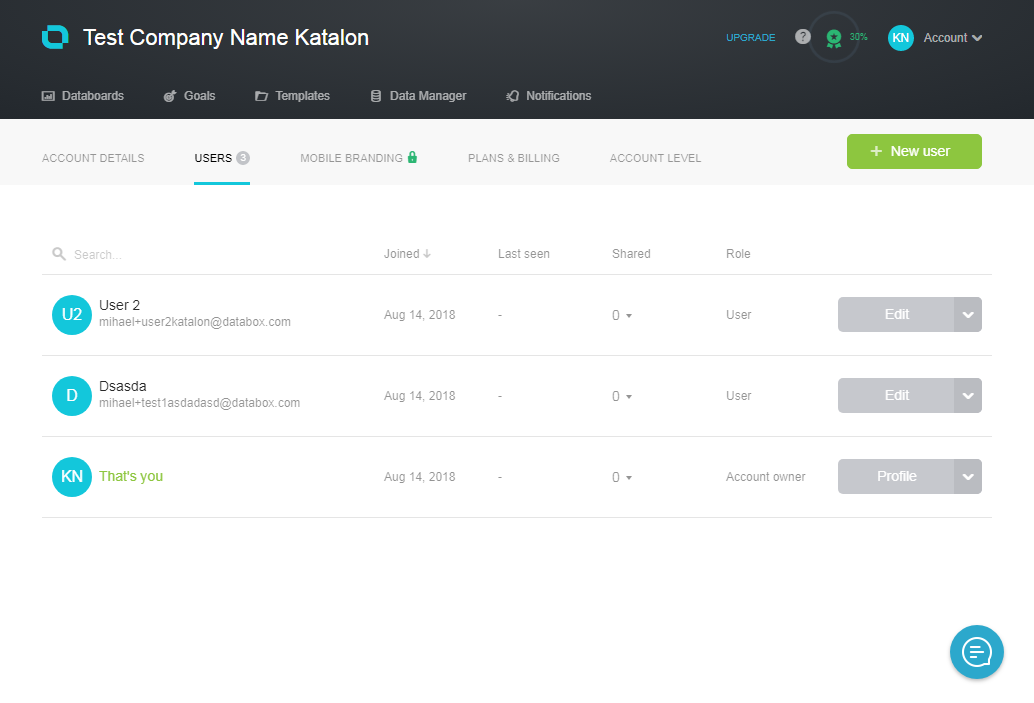 Test Company Name Katalon
UPGRADE ? 30% KN Account
Databoards Goals Templates Data Manager Notifications
ACCOUNT DETAILS USERS 3 MOBILE BRANDING PLANS & BILLING ACCOUNT LEVEL + New user
Search... Joined Last seen Shared Role
U2 User 2
mihael+user2katalon@databox.com
Aug 14, 2018 - 0 User Edit
D Dsasda
mihael+test1asdadasd@databox.com
Aug 14, 2018 - 0 User Edit
KN That's you Aug 14, 2018 - 0 Account owner Profile